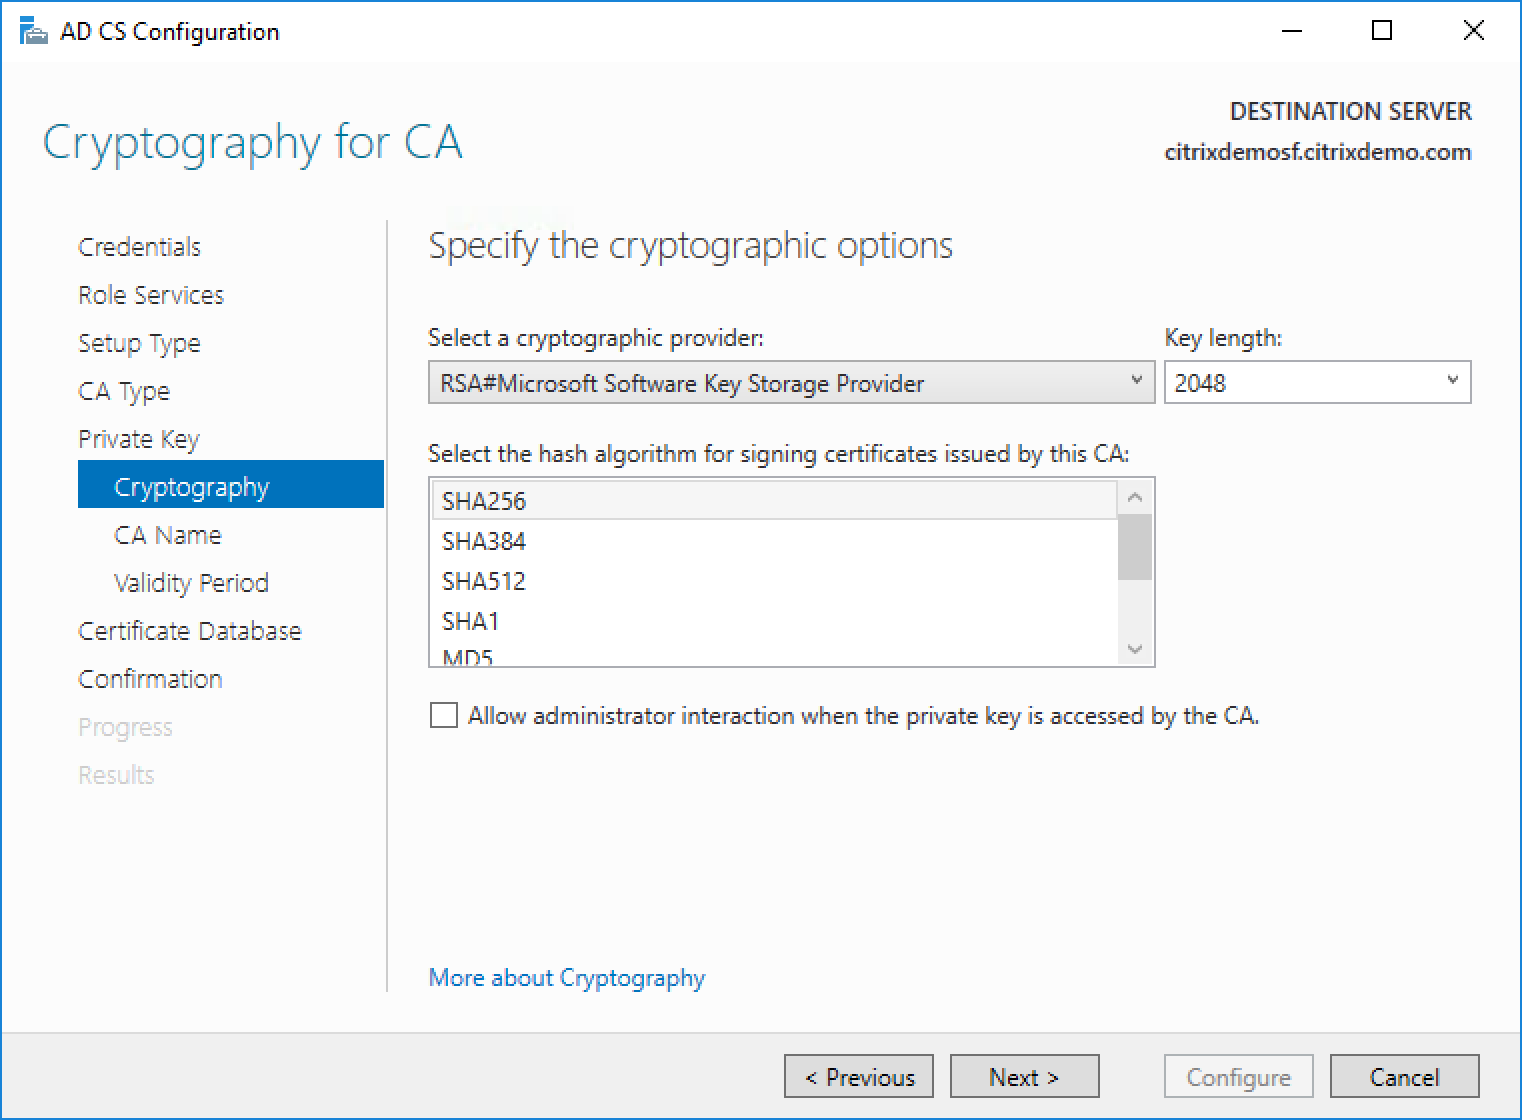 AD CS Configuration
Cryptography for CA
DESTINATION SERVER
citrixdemosf.citrixdemo.com
Credentials
Role Services
Setup Type
CA Type
Private Key
Cryptography
CA Name
Validity Period
Certificate Database
Confirmation
Progress
Results
Specify the cryptographic options
Select a cryptographic provider:
Key length:
RSA#Microsoft Software Key Storage Provider
2048
Select the hash algorithm for signing certificates issued by this CA:
SHA256
SHA384
SHA512
SHA1
MD5
Allow administrator interaction when the private key is accessed by the CA.
More about Cryptography
< Previous
Next >
Configure
Cancel